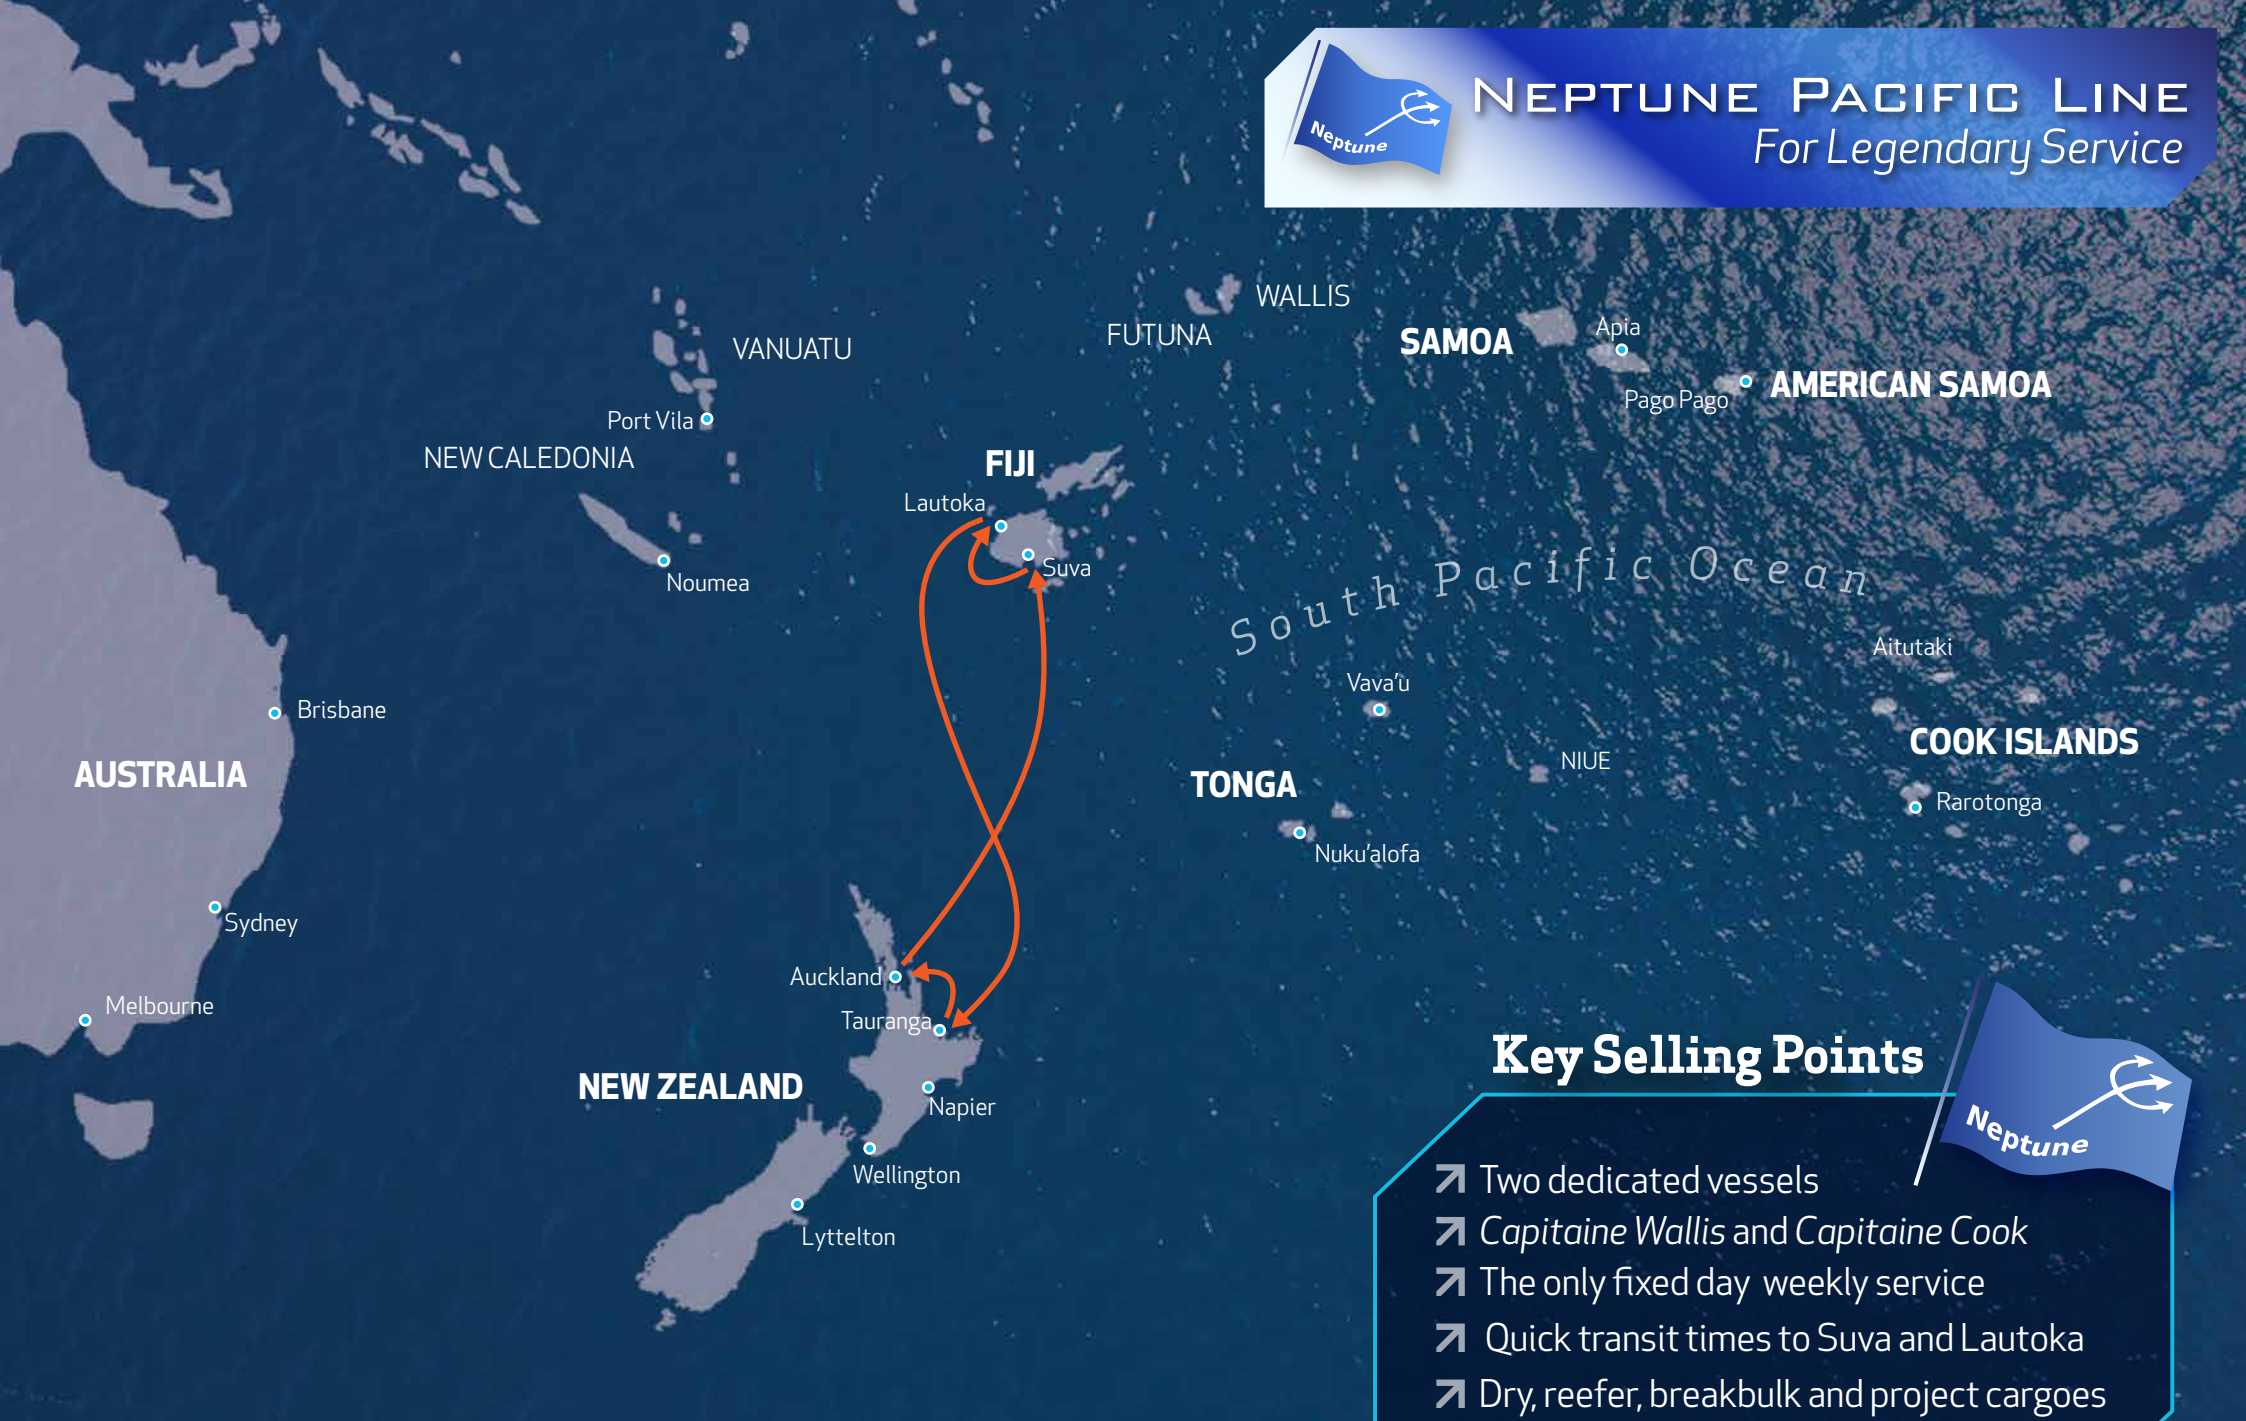 NEPTUNE PACIFIC LINE
For Legendary Service
Neptune
WALLIS
FUTUNA
VANUATU
SAMOA
Apia
Pago Pago
AMERICAN SAMOA
Port Vila
NEW CALEDONIA
FIJI
Lautoka
Suva
Noumea
South Pacific Ocean
Aitutaki
Vava'u
Brisbane
COOK ISLANDS
NIUE
AUSTRALIA
TONGA
Rarotonga
Nuku'alofa
Sydney
Auckland
Melbourne
Tauranga
NEW ZEALAND
Napier
Wellington
Lyttelton
Key Selling Points
Neptune
Two dedicated vessels
Capitaine Wallis and Capitaine Cook
The only fixed day weekly service
Quick transit times to Suva and Lautoka
Dry, reefer, breakbulk and project cargoes